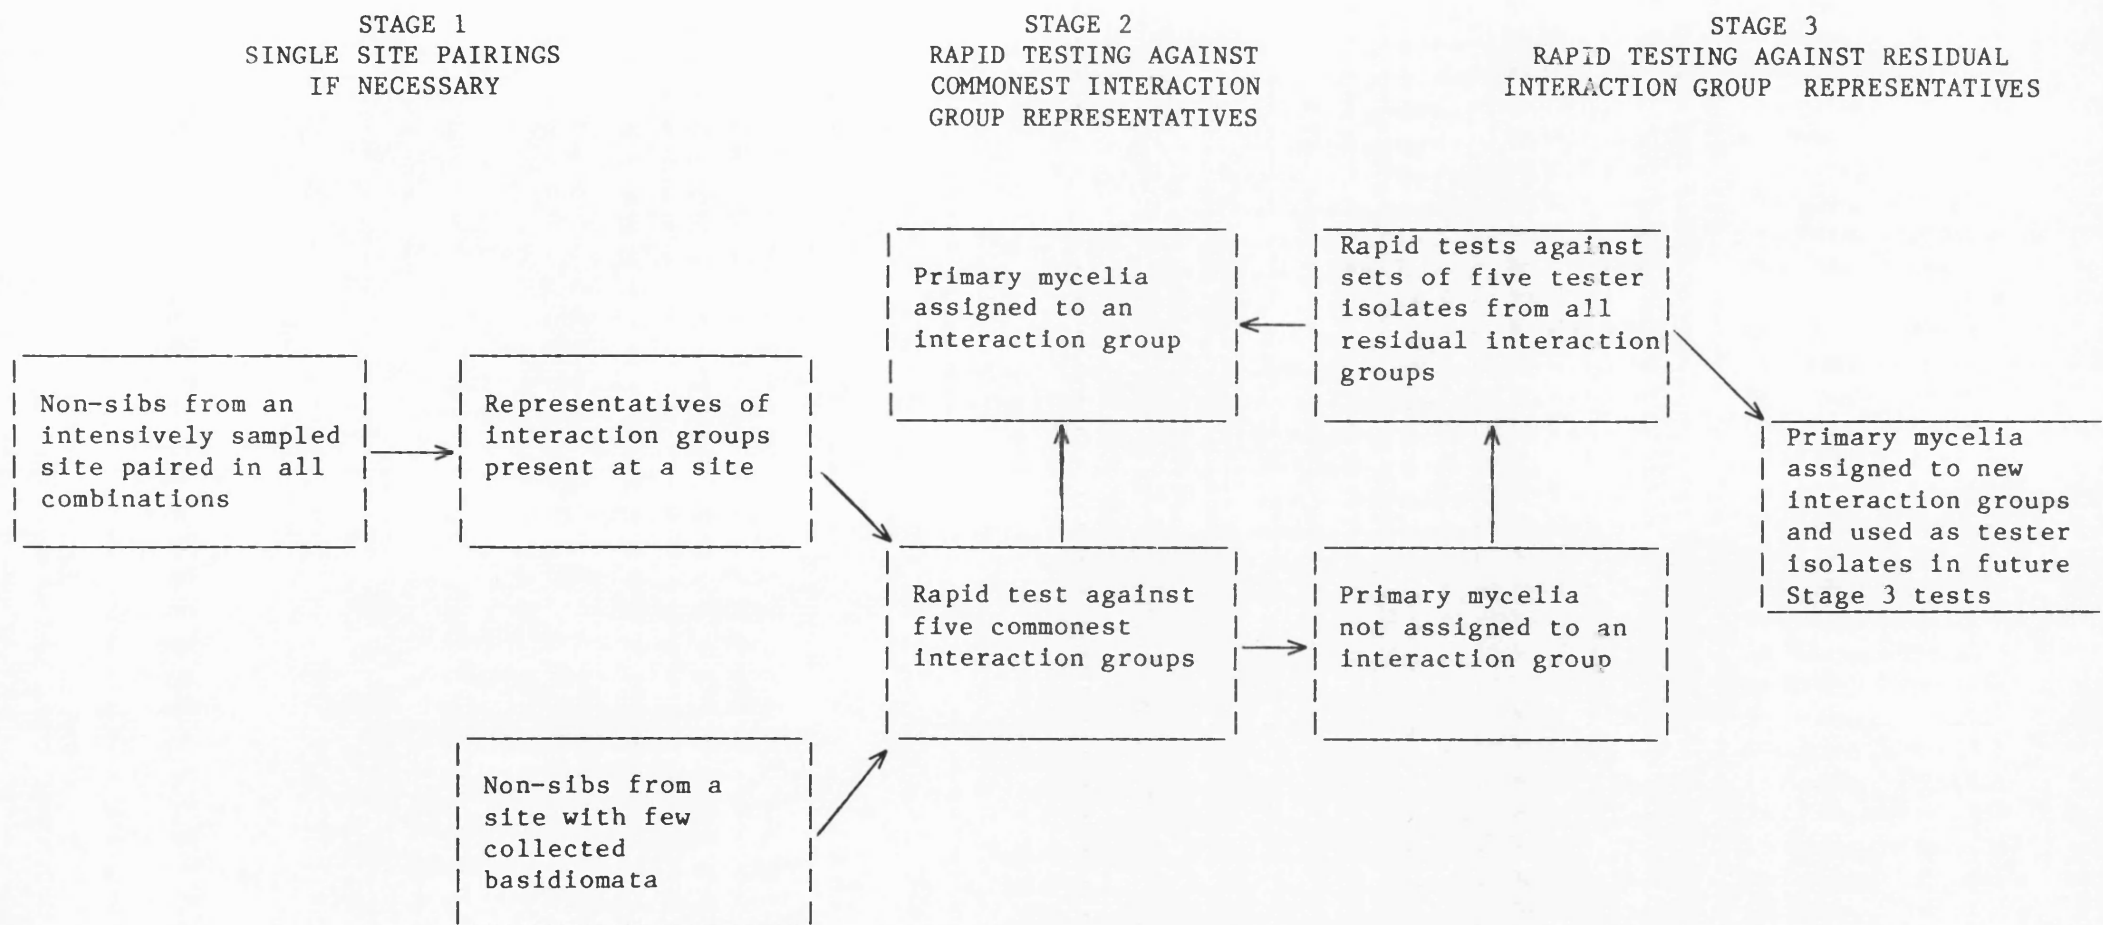 STAGE 1
SINGLE SITE PAIRINGS
IF NECESSARY
STAGE 2
RAPID TESTING AGAINST
COMMONEST INTERACTION
GROUP REPRESENTATIVES
STAGE 3
RAPID TESTING AGAINST RESIDUAL
INTERACTION GROUP REPRESENTATIVES
Non-sibs from an
intensively sampled
site paired in all
combinations
Representatives of
interaction groups
present at a site
Non-sibs from a
site with few
collected
basidiomata
Primary mycelia
assigned to an
interaction group
Rapid test against
five commonest
interaction groups
Rapid tests against
sets of five tester
isolates from all
residual interaction
groups
Primary mycelia
not assigned to an
interaction group
Primary mycelia
assigned to new
interaction groups
and used as tester
isolates in future
Stage 3 tests